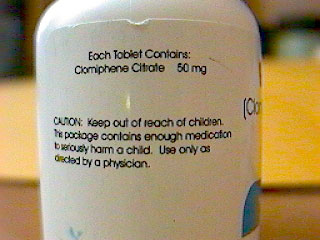 Each Tablet Contains:
Clomiphene Citrate 50 mg
CAUTION: Keep out of reach of children.
This package contains enough medication
to seriously harm a child. Use only as
directed by a physician.
(Clo